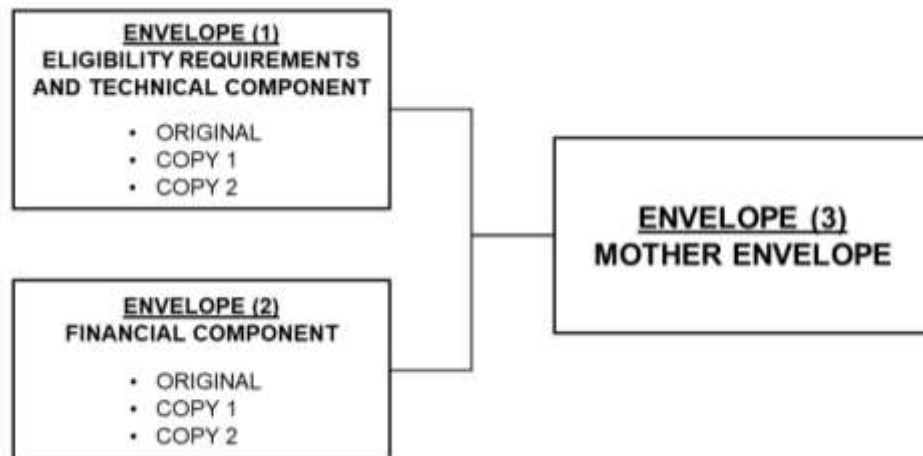 ENVELOPE (1)
ELIGIBILITY REQUIREMENTS
AND TECHNICAL COMPONENT
• ORIGINAL
• COPY 1
• COPY 2
ENVELOPE (2)
FINANCIAL COMPONENT
• ORIGINAL
• COPY 1
• COPY 2
ENVELOPE (3)
MOTHER ENVELOPE